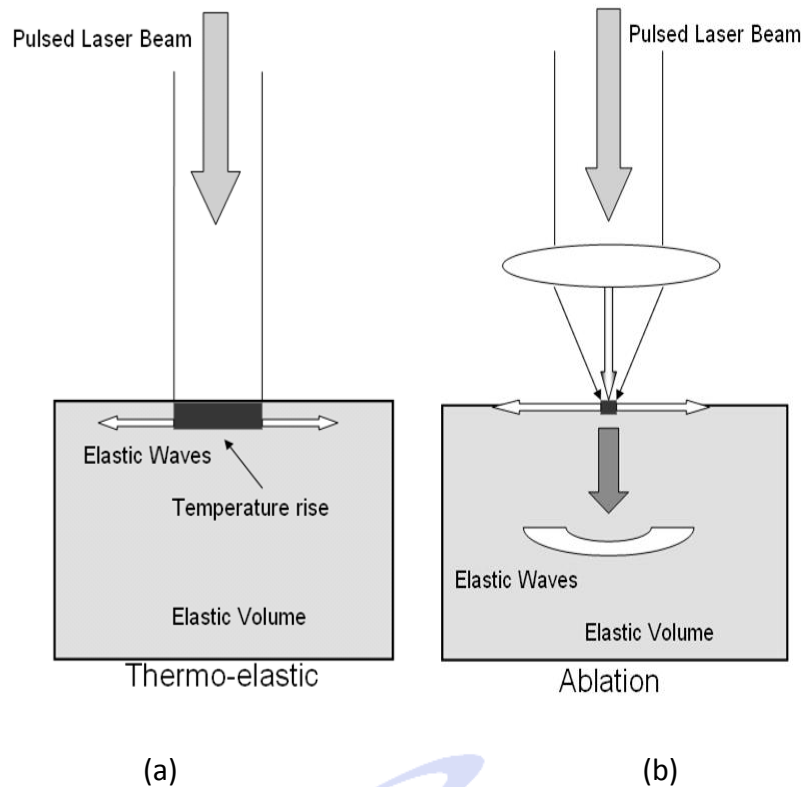 Pulsed Laser Beam
Elastic Waves
Temperature rise
Elastic Volume
Thermo-elastic
(a)
Pulsed Laser Beam
Elastic Waves
Elastic Volume
Ablation
(b)